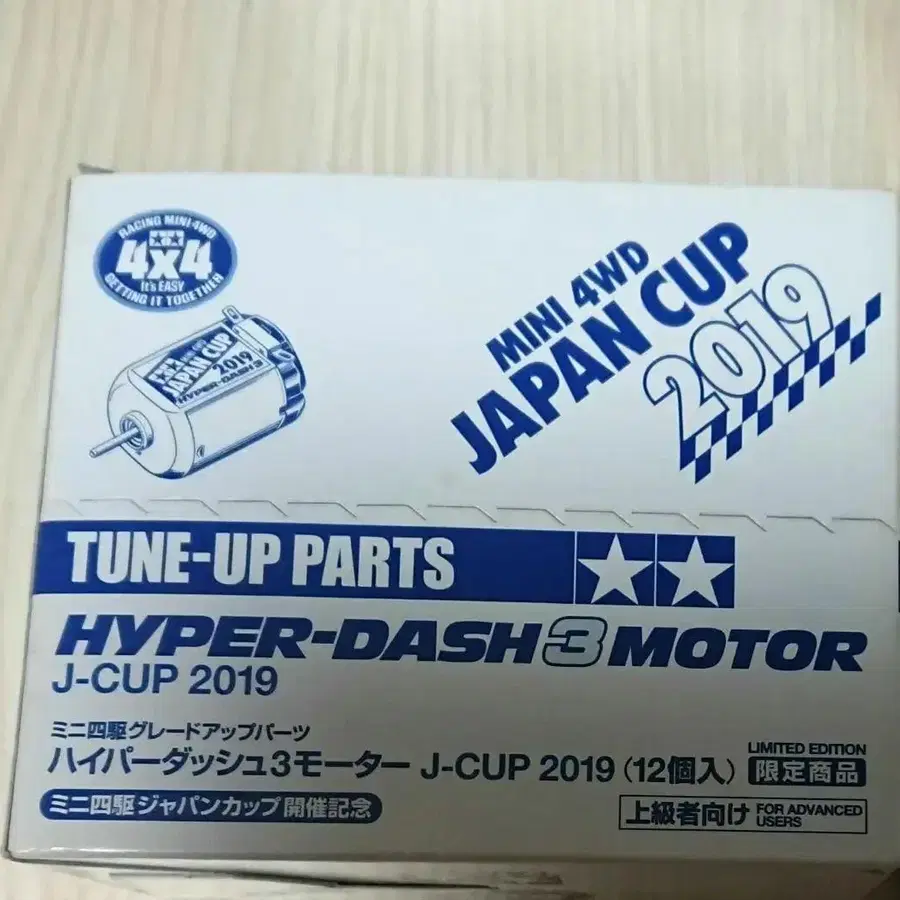 RACING MINI 4WD
4x4
It's EASY
GETTING IT TOGETHER
MINI 4WD
JAPAN CUP
2019
JAPAN CUP
2019
HYPER-DASH 3
TUNE-UP PARTS
HYPER-DASH3 MOTOR
J-CUP 2019
ミニ四駆グレードアップパーツ
ハイパーダッシュ3モーター J-CUP 2019 (12個入)
LIMITED EDITION
限定商品
ミニ四駆ジャパンカップ開催記念
上級者向け FOR ADVANCED
USERS